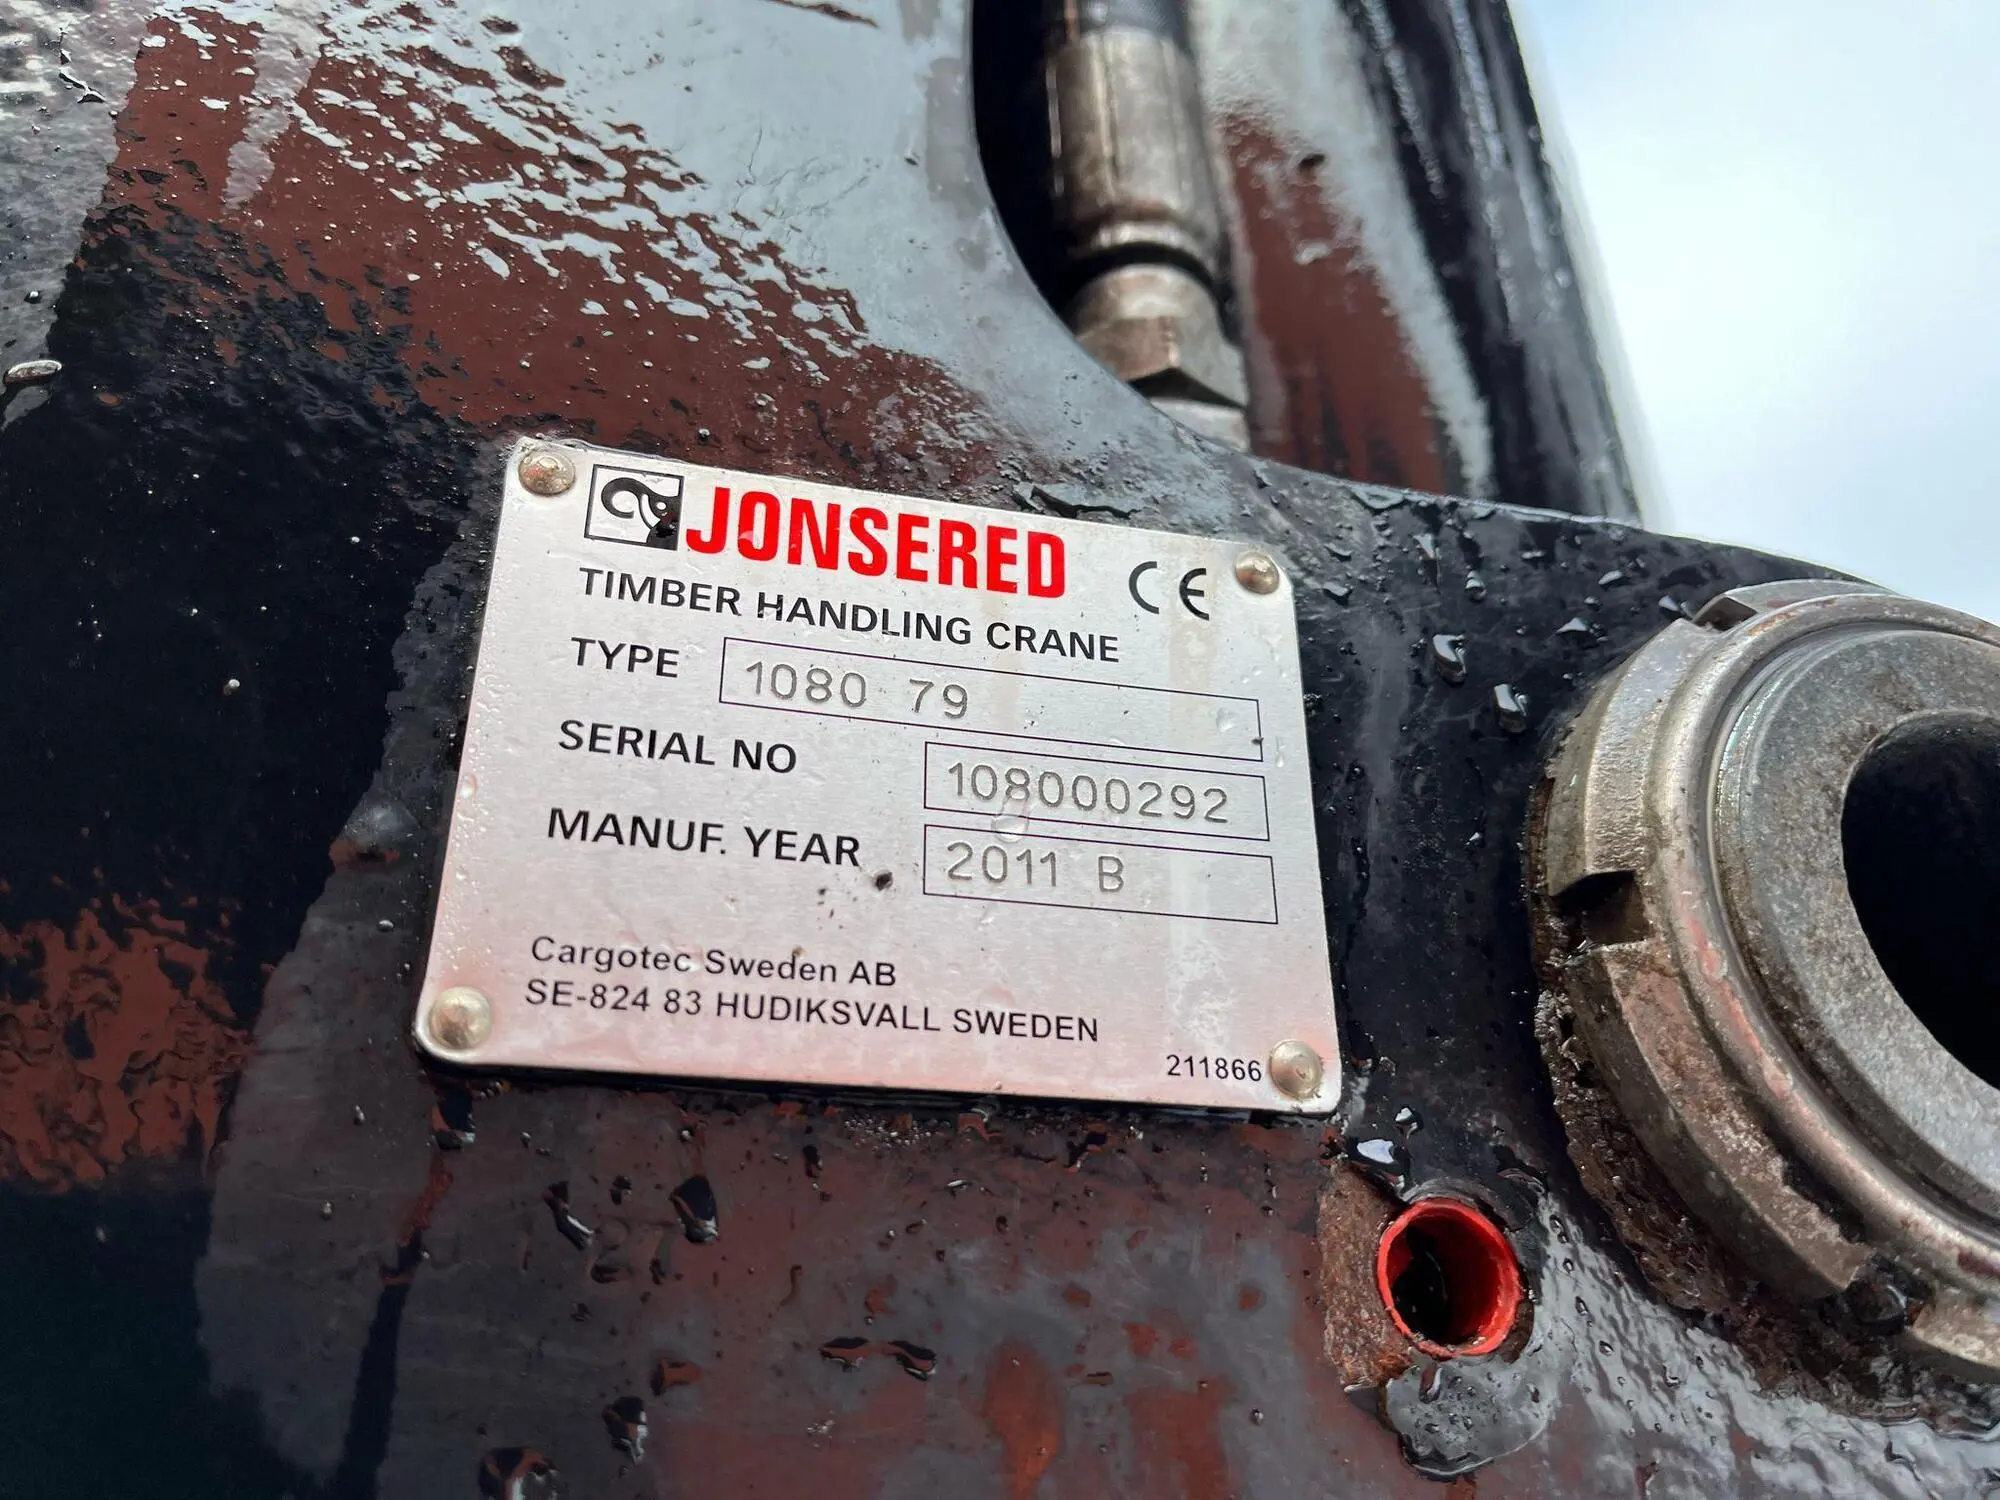 JONSERED CE
TIMBER HANDLING CRANE
TYPE 1080 79
SERIAL NO 108000292
MANUF. YEAR 2011 B
Cargotec Sweden AB
SE-824 83 HUDIKSVALL SWEDEN
211866